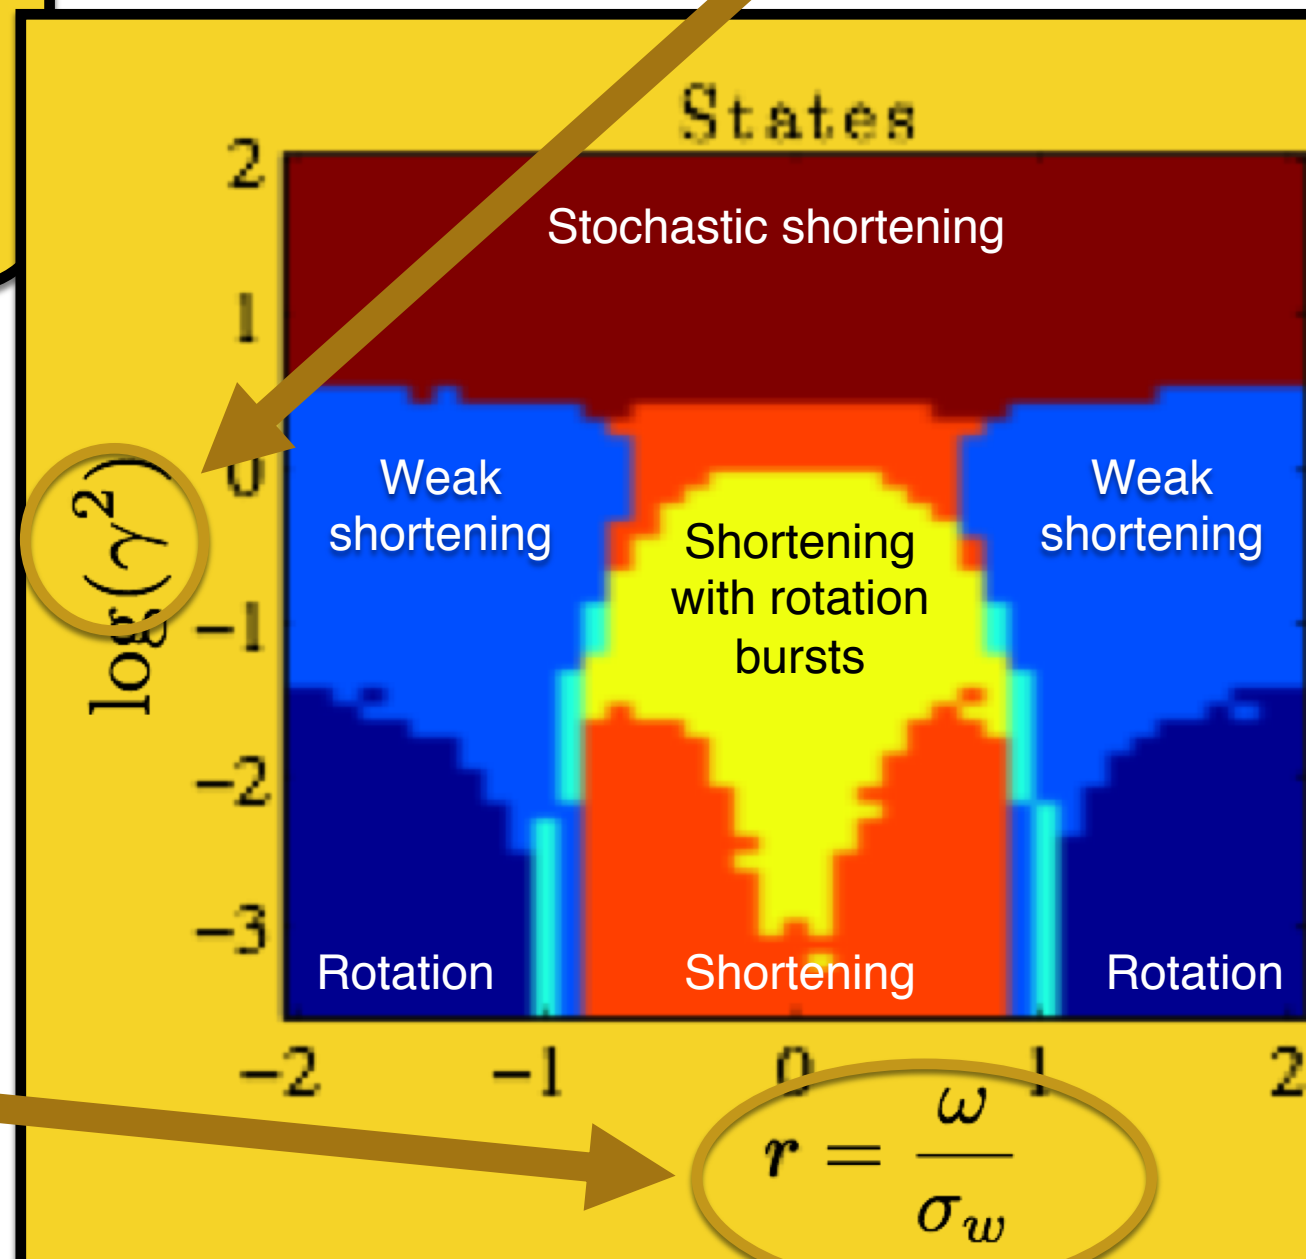 States
2
Stochastic shortening
1
0
Weak
shortening
Weak
shortening
Shortening
with rotation
bursts
log(γ²)
−1
−2
−3
Rotation
Shortening
Rotation
−2 −1 0 1 2
r = ω/σ_w